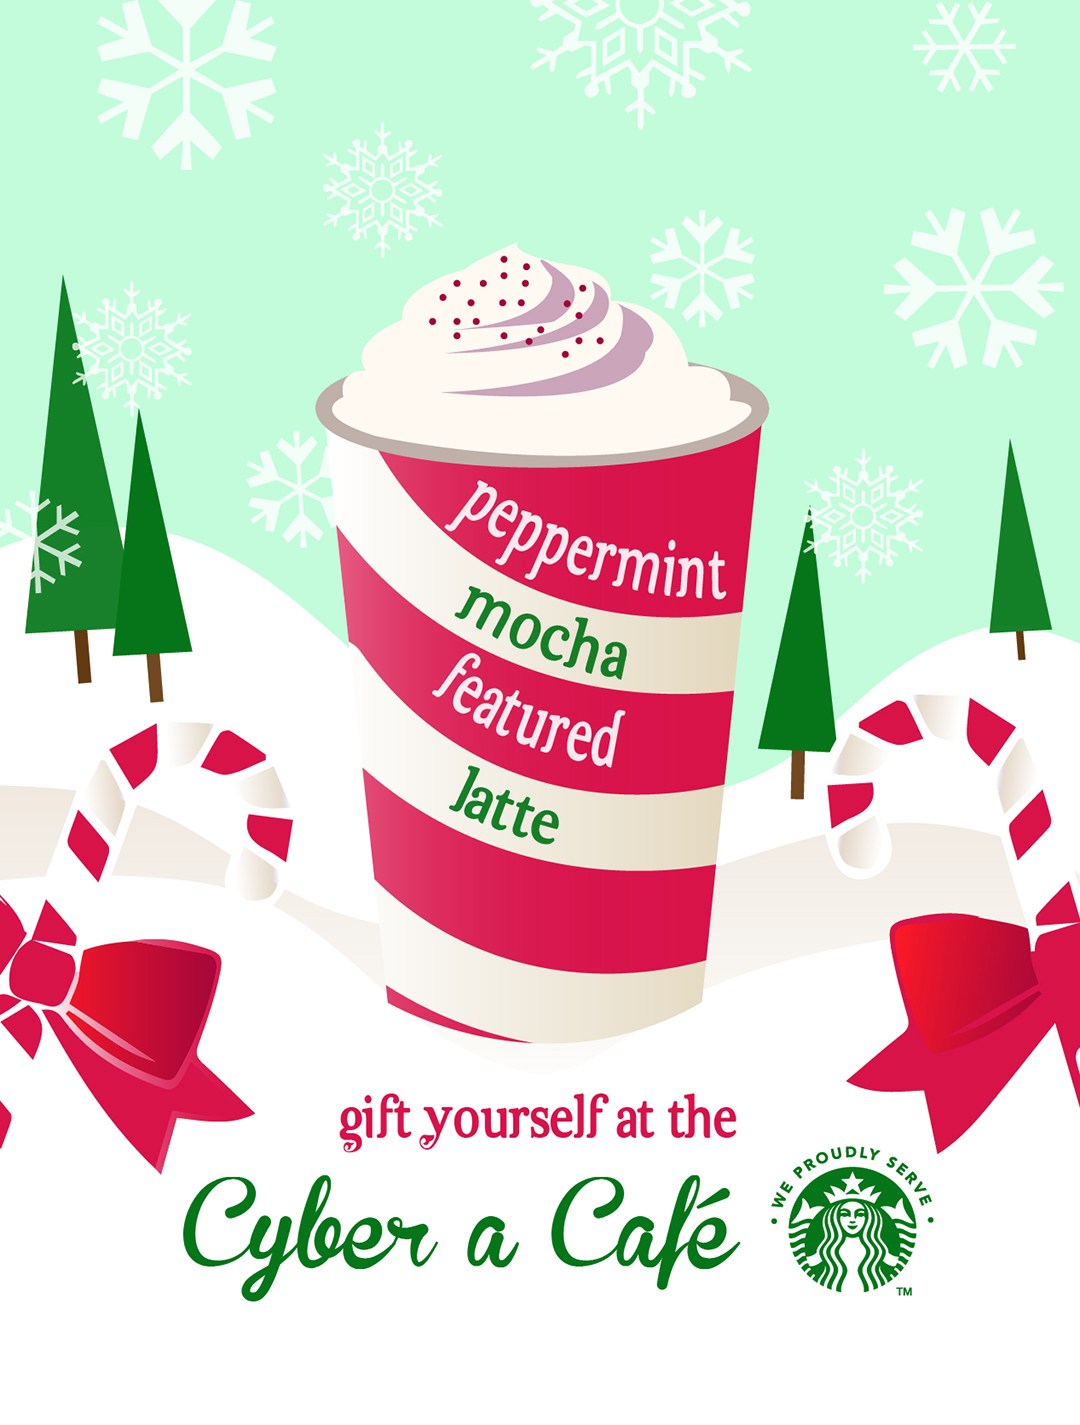 peppermint
mocha
featured
latte
gift yourself at the
Cyber a Café
• WE PROUDLY SERVE •
TM